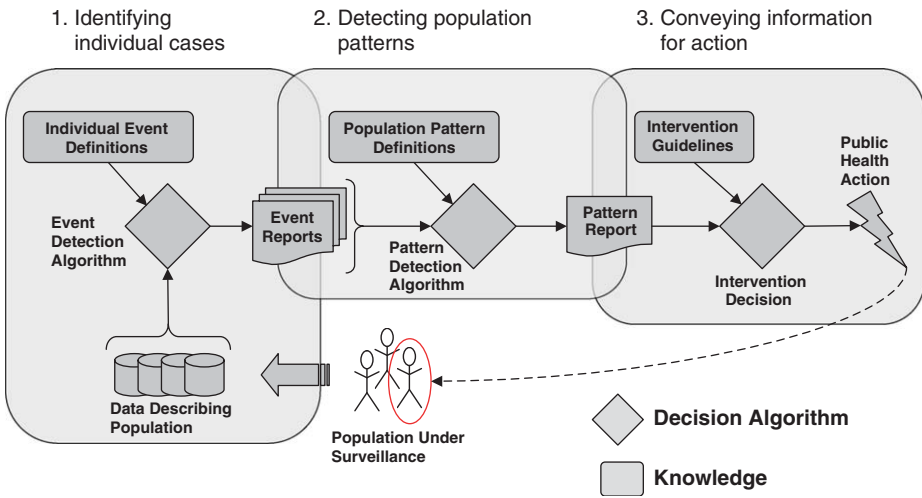 1. Identifying
individual cases
2. Detecting population
patterns
3. Conveying information
for action
Individual Event
Definitions
Event
Detection
Algorithm
Event
Reports
Data Describing
Population
Population Pattern
Definitions
Pattern
Detection
Algorithm
Pattern
Report
Intervention
Guidelines
Intervention
Decision
Public
Health
Action
Population Under
Surveillance
Decision Algorithm
Knowledge